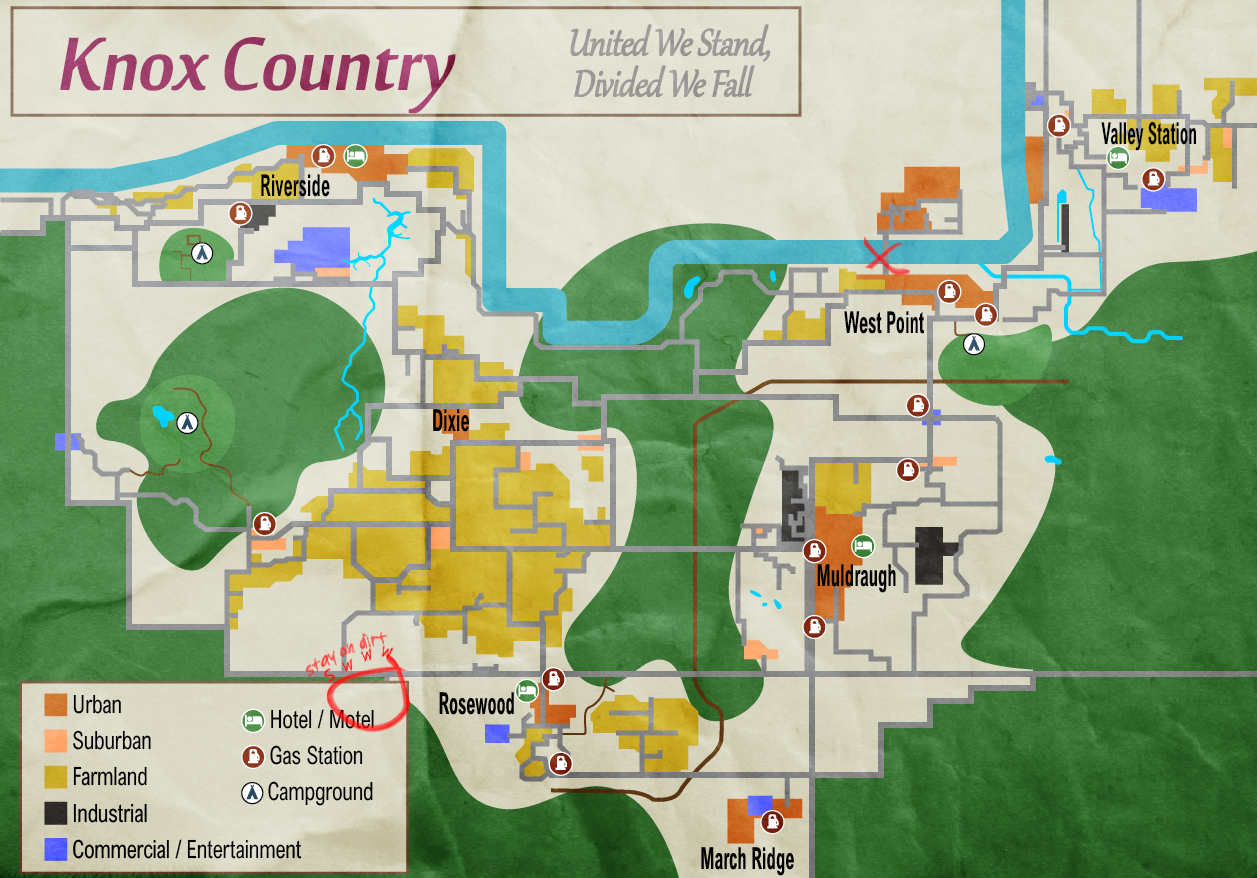 Knox Country
United We Stand,
Divided We Fall
Valley Station
Riverside
West Point
Dixie
Muldraugh
stay on dirt
S W W W
Rosewood
Urban
Suburban
Farmland
Industrial
Commercial / Entertainment
Hotel / Motel
Gas Station
Campground
March Ridge